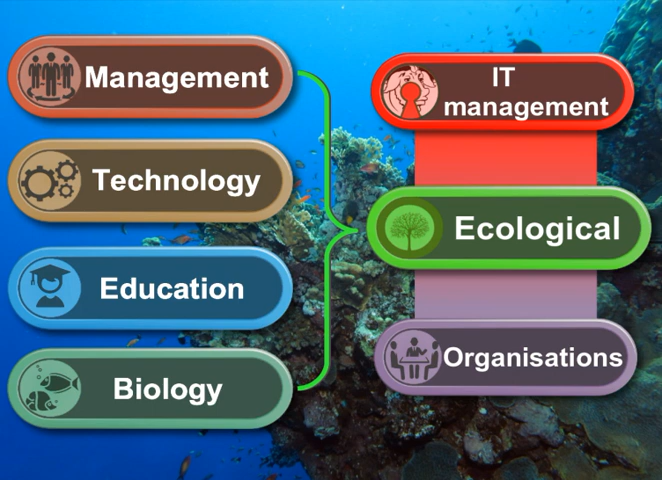 Management
Technology
Education
Biology
IT
management
Ecological
Organisations